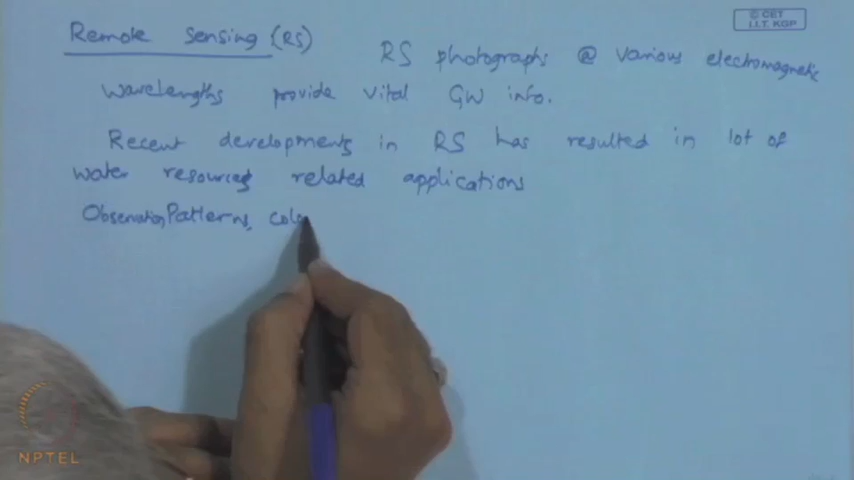 © CET
I.I.T. KGP
Remote Sensing (RS) RS photographs @ various electromagnetic
wavelengths provide vital GW info.
Recent developments in RS has resulted in lot of
water resources related applications
Observation Patterns, colo
NPTEL